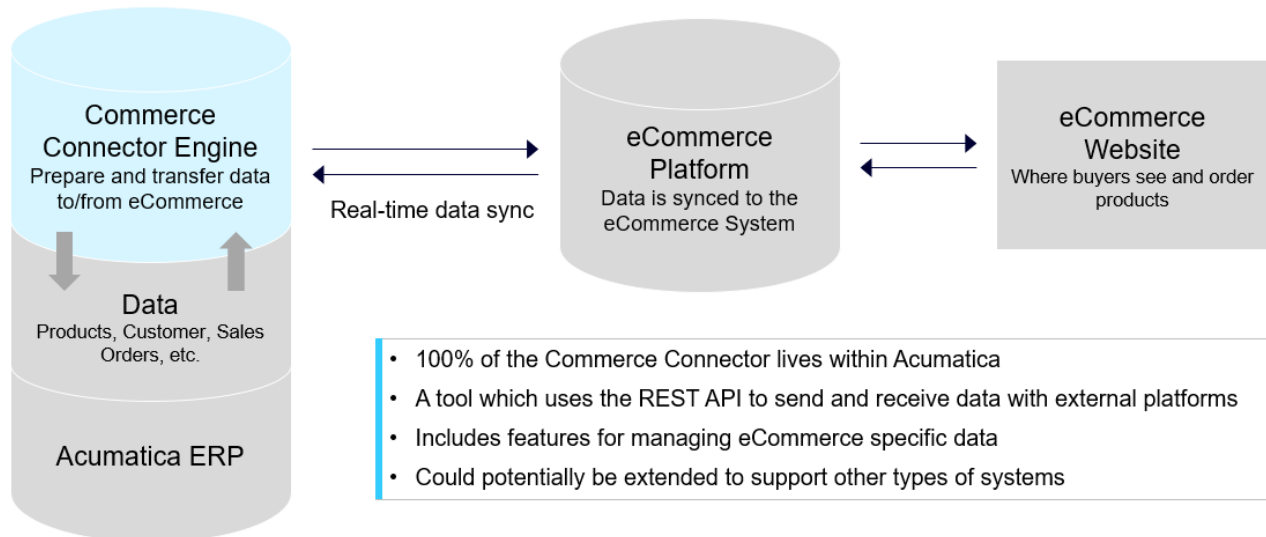 Commerce
Connector Engine
Prepare and transfer data
to/from eCommerce
Data
Products, Customer, Sales
Orders, etc.
Acumatica ERP
Real-time data sync
eCommerce
Platform
Data is synced to the
eCommerce System
eCommerce
Website
Where buyers see and order
products
• 100% of the Commerce Connector lives within Acumatica
• A tool which uses the REST API to send and receive data with external platforms
• Includes features for managing eCommerce specific data
• Could potentially be extended to support other types of systems